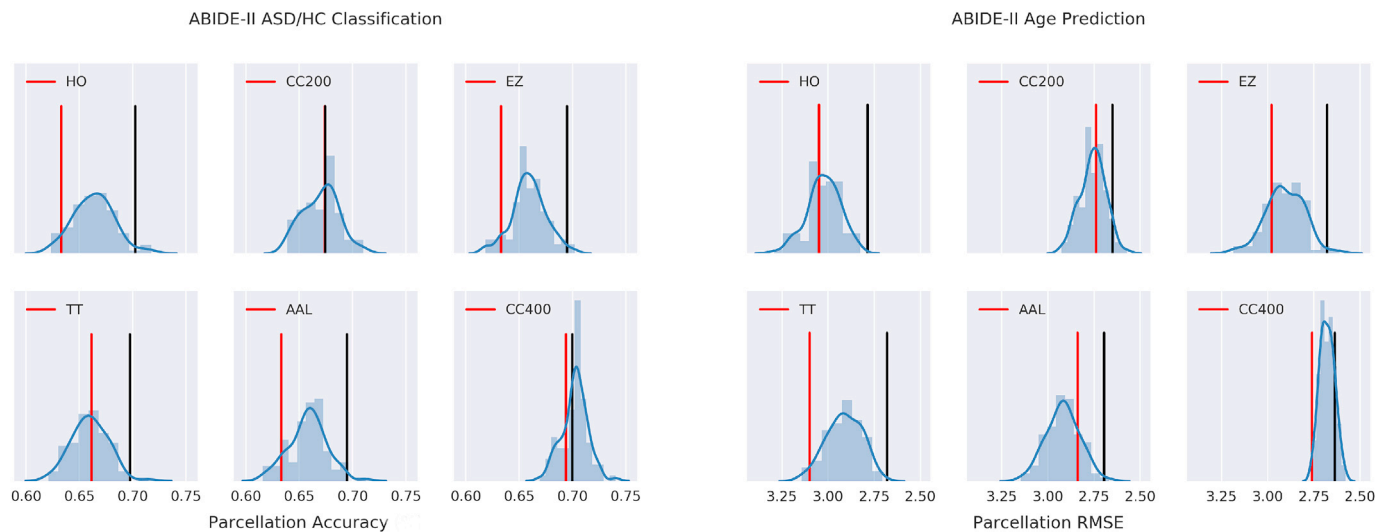 ABIDE-II ASD/HC Classification
ABIDE-II Age Prediction
HO
CC200
EZ
HO
CC200
EZ
TT
AAL
CC400
TT
AAL
CC400
0.60 0.65 0.70 0.75 0.60 0.65 0.70 0.75 0.60 0.65 0.70 0.75
3.25 3.00 2.75 2.50 3.25 3.00 2.75 2.50 3.25 3.00 2.75 2.50
Parcellation Accuracy
Parcellation RMSE